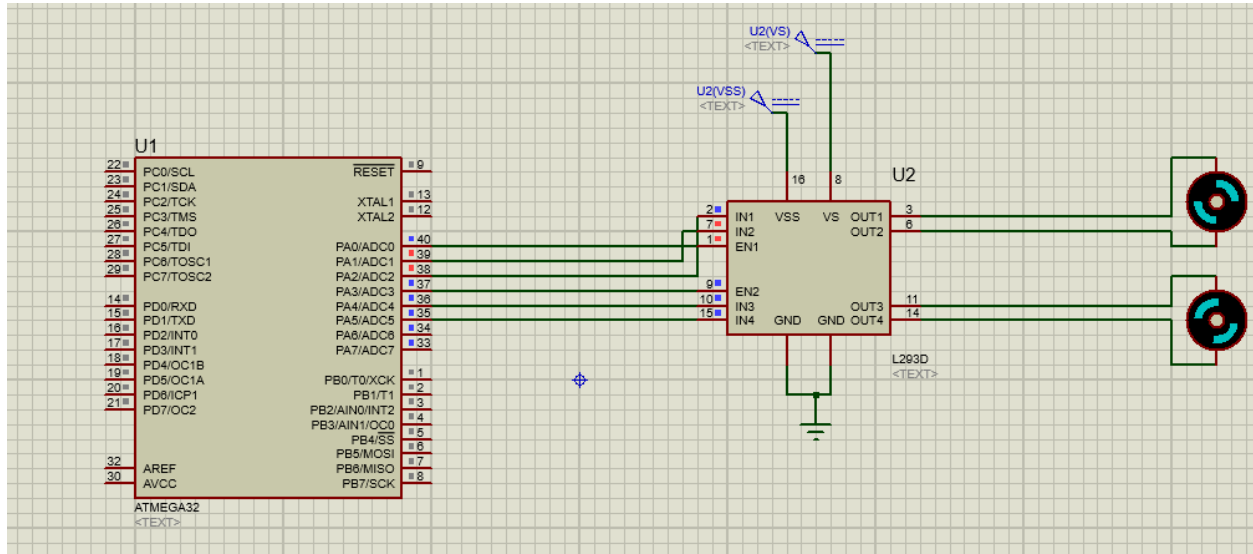 U2(VS)
<TEXT>
U2(VSS)
<TEXT>
U1
22 PC0/SCL RESET 9
23 PC1/SDA
24 PC2/TCK XTAL1 13
25 PC3/TMS XTAL2 12
26 PC4/TDO
27 PC5/TDI PA0/ADC0 40
28 PC6/TOSC1 PA1/ADC1 39
29 PC7/TOSC2 PA2/ADC2 38
PA3/ADC3 37
14 PD0/RXD PA4/ADC4 36
15 PD1/TXD PA5/ADC5 35
16 PD2/INT0 PA6/ADC6 34
17 PD3/INT1 PA7/ADC7 33
18 PD4/OC1B
19 PD5/OC1A PB0/T0/XCK 1
20 PD6/ICP1 PB1/T1 2
21 PD7/OC2 PB2/AIN0/INT2 3
PB3/AIN1/OC0 4
PB4/SS 5
PB5/MOSI 6
32 AREF PB6/MISO 7
30 AVCC PB7/SCK 8
ATMEGA32
<TEXT>
U2
16 8
2 IN1 VSS VS OUT1 3
7 IN2 OUT2 6
1 EN1
9 EN2
10 IN3 OUT3 11
15 IN4 GND GND OUT4 14
L293D
<TEXT>